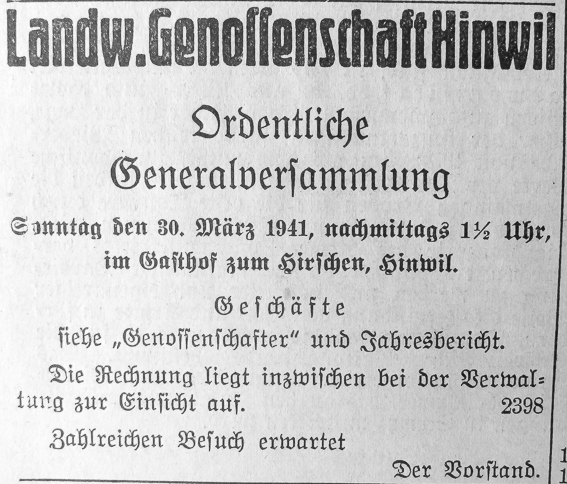 Landw. Genossenschaft Hinwil
Ordentliche
Generalversammlung
Sonntag den 30. März 1941, nachmittags 1½ Uhr,
im Gasthof zum Hirschen, Hinwil.
Geschäfte
siehe „Genossenschafter“ und Jahresbericht.
Die Rechnung liegt inzwischen bei der Verwal-
tung zur Einsicht auf. 2398
Zahlreichen Besuch erwartet
Der Vorstand.